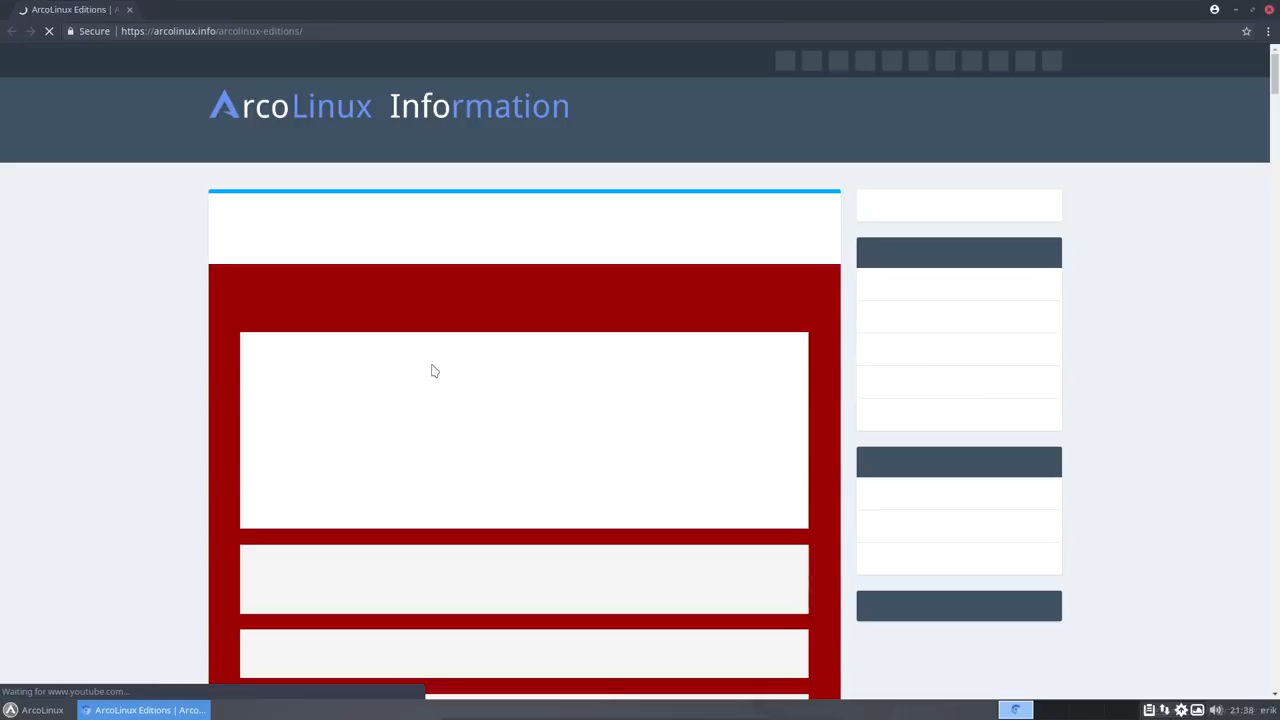 ArcoLinux Editions | A
Secure
https://arcolinux.info/arcolinux-editions/
ArcoLinux Information
Waiting for www.youtube.com...
ArcoLinux
ArcoLinux Editions | Arco...
21:38
erik